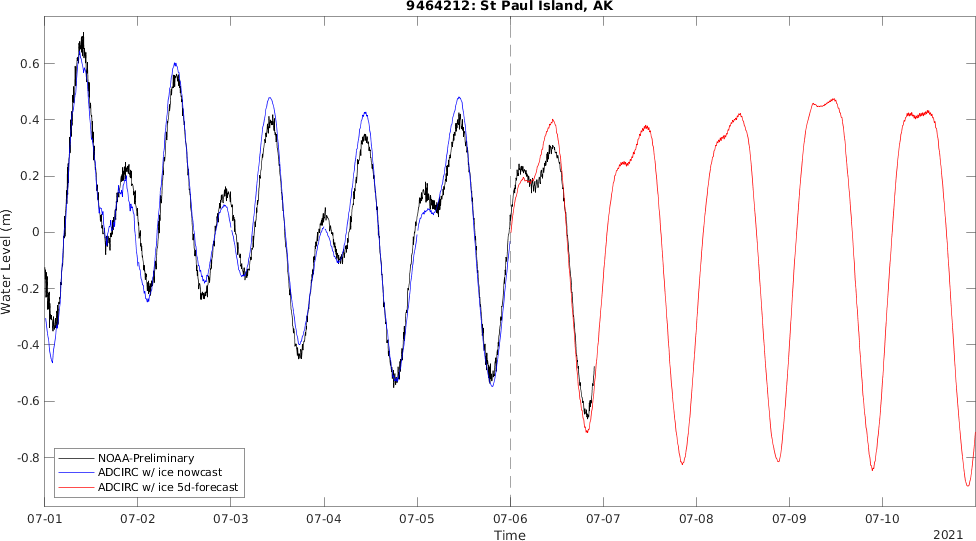 9464212: St Paul Island, AK
Water Level (m)
0.6
0.4
0.2
0
-0.2
-0.4
-0.6
-0.8
NOAA-Preliminary
ADCIRC w/ ice nowcast
ADCIRC w/ ice 5d-forecast
07-01 07-02 07-03 07-04 07-05 07-06 07-07 07-08 07-09 07-10
Time
2021